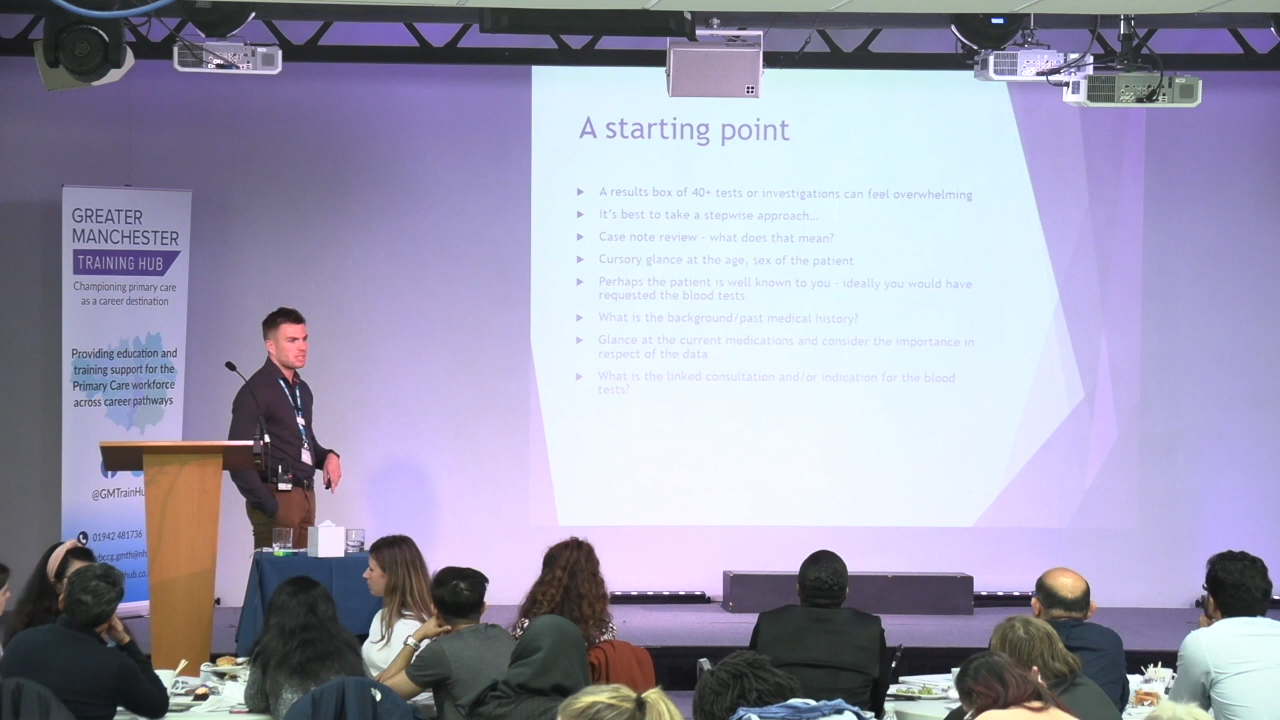 GREATER
MANCHESTER
TRAINING HUB
Championing primary care
as a career destination
Providing education and
training support for the
Primary Care workforce
across career pathways
@GMTrainHu
01942 481736
A starting point
A results box of 40+ tests or investigations can feel overwhelming
It's best to take a stepwise approach...
Case note review - what does that mean?
Cursory glance at the age, sex of the patient
Perhaps the patient is well known to you - ideally you would have
requested the blood tests
What is the background/past medical history?
Glance at the current medications and consider the importance in
respect of the data
What is the linked consultation and/or indication for the blood
tests?